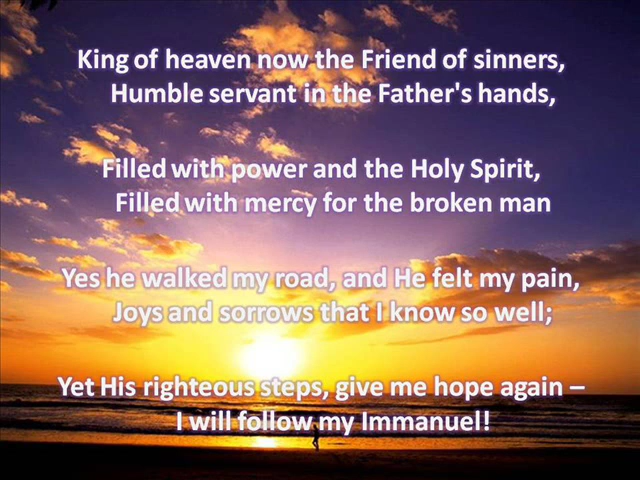 King of heaven now the Friend of sinners,
Humble servant in the Father's hands,
Filled with power and the Holy Spirit,
Filled with mercy for the broken man
Yes he walked my road, and He felt my pain,
Joys and sorrows that I know so well;
Yet His righteous steps, give me hope again –
I will follow my Immanuel!